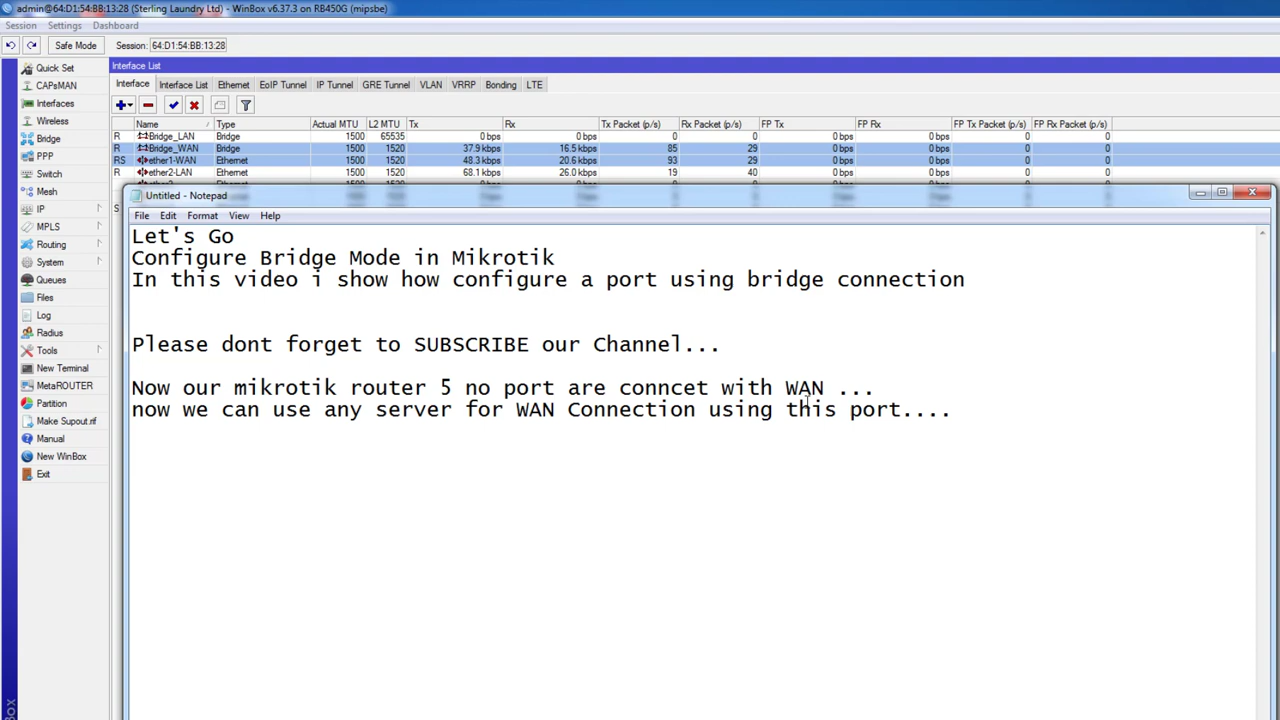 admin@64:D1:54:BB:13:28 (Sterling Laundry Ltd) - WinBox v6.37.3 on RB450G (mipsbe)
Session Settings Dashboard
Safe Mode Session: 64:D1:54:BB:13:28
Quick Set
CAPsMAN
Interfaces
Wireless
Bridge
PPP
Switch
Mesh
IP
MPLS
Routing
System
Queues
Files
Log
Radius
Tools
New Terminal
MetaROUTER
Partition
Make Supout.rif
Manual
New WinBox
Exit
Interface List
Interface Interface List Ethernet EoIP Tunnel IP Tunnel GRE Tunnel VLAN VRRP Bonding LTE
Name / Type Actual MTU L2 MTU Tx Rx Tx Packet (p/s) Rx Packet (p/s) FP Tx FP Rx FP Tx Packet (p/s) FP Rx Packet (p/s)
R Bridge_LAN Bridge 1500 65535 0 bps 0 bps 0 0 0 bps 0 bps 0 0
R Bridge_WAN Bridge 1500 1520 37.9 kbps 16.5 kbps 85 29 0 bps 0 bps 0 0
RS ether1-WAN Ethernet 1500 1520 48.3 kbps 20.6 kbps 93 29 0 bps 0 bps 0 0
R ether2-LAN Ethernet 1500 1520 68.1 kbps 26.0 kbps 19 40 0 bps 0 bps 0 0
S
Untitled - Notepad
File Edit Format View Help
Let's Go
Configure Bridge Mode in Mikrotik
In this video i show how configure a port using bridge connection
Please dont forget to SUBSCRIBE our Channel...
Now our mikrotik router 5 no port are conncet with WAN ...
now we can use any server for WAN Connection using this port....